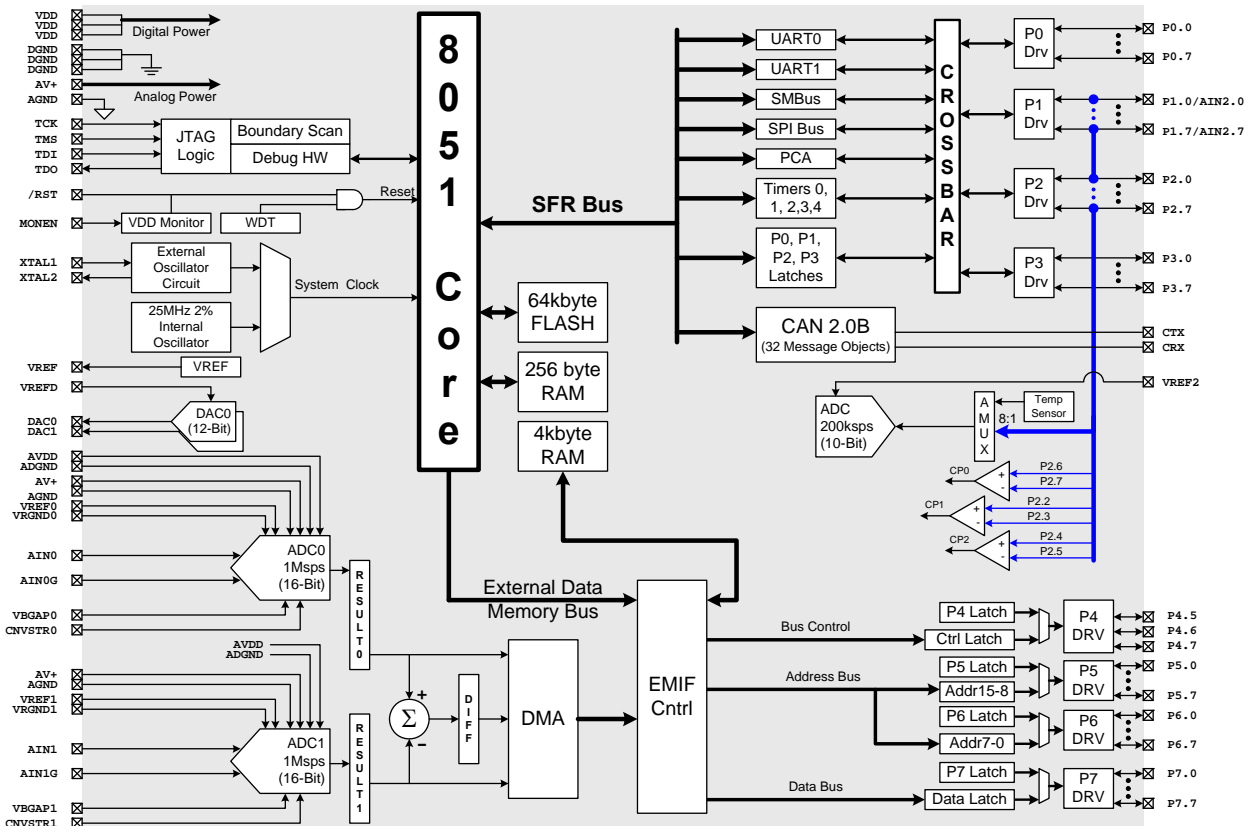 VDD
VDD
VDD
Digital Power
DGND
DGND
DGND
AV+
Analog Power
AGND
TCK
TMS
TDI
TDO
JTAG
Logic
Boundary Scan
Debug HW
/RST
Reset
MONEN
VDD Monitor
WDT
XTAL1
XTAL2
External
Oscillator
Circuit
System Clock
25MHz 2%
Internal
Oscillator
VREF
VREF
VREFD
DAC0
DAC1
DAC0
(12-Bit)
AVDD
ADGND
AV+
AGND
VREF0
VRGND0
AIN0
AIN0G
VBGAP0
CNVSTR0
ADC0
1Msps
(16-Bit)
RESULT0
AVDD
ADGND
AV+
AGND
VREF1
VRGND1
AIN1
AIN1G
VBGAP1
CNVSTR1
ADC1
1Msps
(16-Bit)
RESULT1
+
Σ
−
DIFF
DMA
8051 Core
SFR Bus
64kbyte
FLASH
256 byte
RAM
4kbyte
RAM
External Data
Memory Bus
EMIF
Cntrl
UART0
UART1
SMBus
SPI Bus
PCA
Timers 0,
1, 2,3,4
P0, P1,
P2, P3
Latches
CROSSBAR
P0
Drv
P1
Drv
P2
Drv
P3
Drv
P0.0
P0.7
P1.0/AIN2.0
P1.7/AIN2.7
P2.0
P2.7
P3.0
P3.7
CAN 2.0B
(32 Message Objects)
CTX
CRX
VREF2
ADC
200ksps
(10-Bit)
AMUX
8:1
Temp
Sensor
CP0
+
-
P2.6
P2.7
CP1
+
-
P2.2
P2.3
CP2
+
-
P2.4
P2.5
Bus Control
P4 Latch
Ctrl Latch
P4
DRV
P4.5
P4.6
P4.7
Address Bus
P5 Latch
Addr15-8
P5
DRV
P5.0
P5.7
P6 Latch
Addr7-0
P6
DRV
P6.0
P6.7
Data Bus
P7 Latch
Data Latch
P7
DRV
P7.0
P7.7